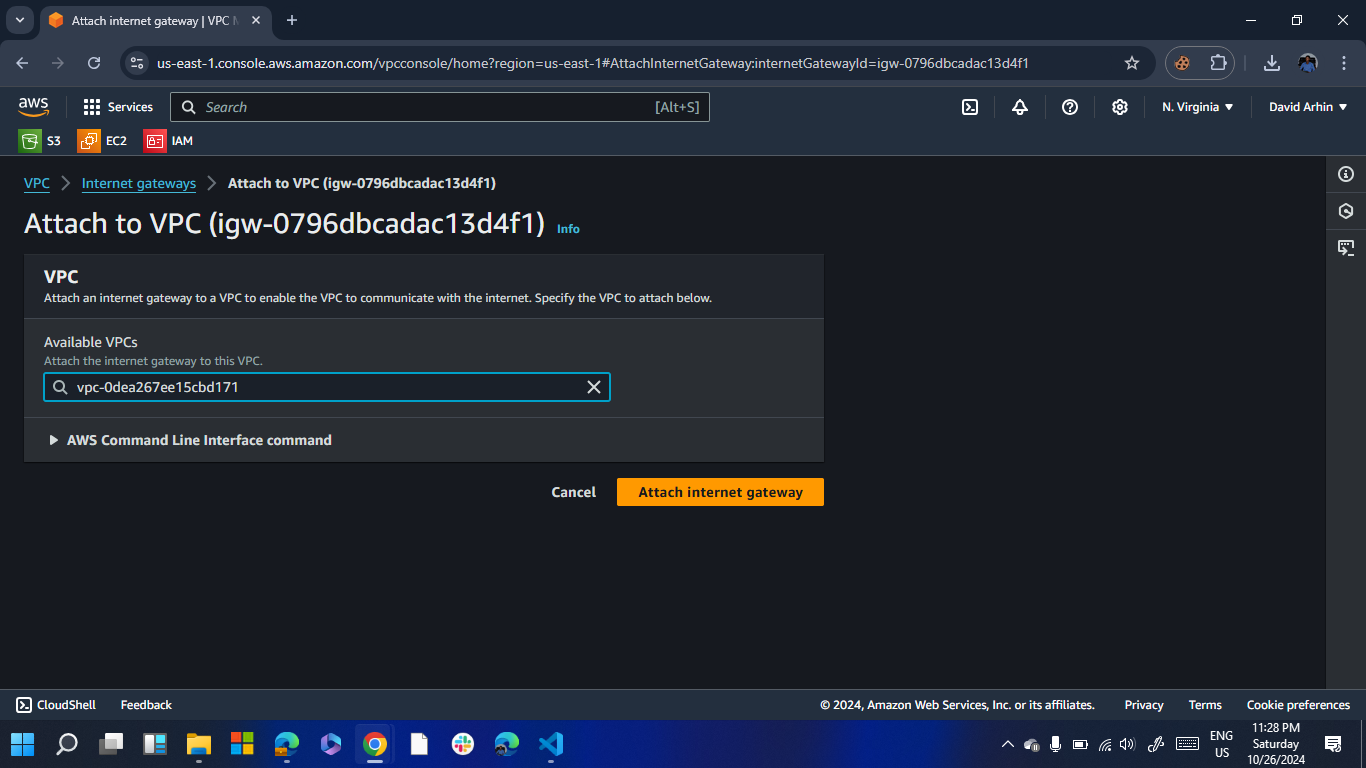 Attach internet gateway | VPC M
us-east-1.console.aws.amazon.com/vpcconsole/home?region=us-east-1#AttachInternetGateway:internetGatewayId=igw-0796dbcadac13d4f1
aws
Services
Search
[Alt+S]
N. Virginia
David Arhin
S3
EC2
IAM
VPC
Internet gateways
Attach to VPC (igw-0796dbcadac13d4f1)
Attach to VPC (igw-0796dbcadac13d4f1)
Info
VPC
Attach an internet gateway to a VPC to enable the VPC to communicate with the internet. Specify the VPC to attach below.
Available VPCs
Attach the internet gateway to this VPC.
vpc-0dea267ee15cbd171
AWS Command Line Interface command
Cancel
Attach internet gateway
CloudShell
Feedback
© 2024, Amazon Web Services, Inc. or its affiliates.
Privacy
Terms
Cookie preferences
ENG
US
11:28 PM
Saturday
10/26/2024